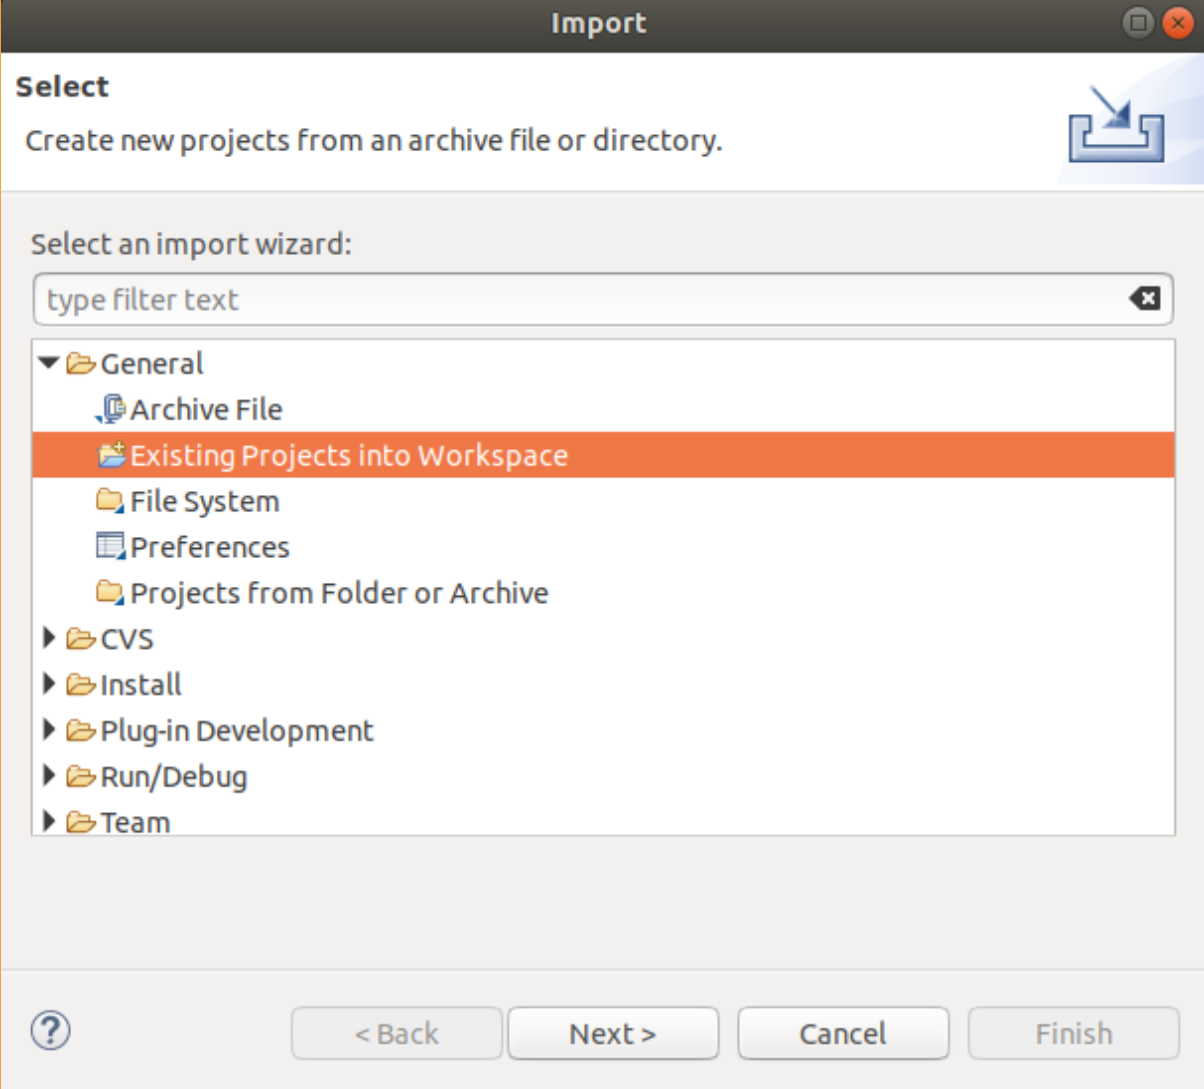 Import
Select
Create new projects from an archive file or directory.
Select an import wizard:
type filter text
General
Archive File
Existing Projects into Workspace
File System
Preferences
Projects from Folder or Archive
CVS
Install
Plug-in Development
Run/Debug
Team
? < Back Next > Cancel Finish